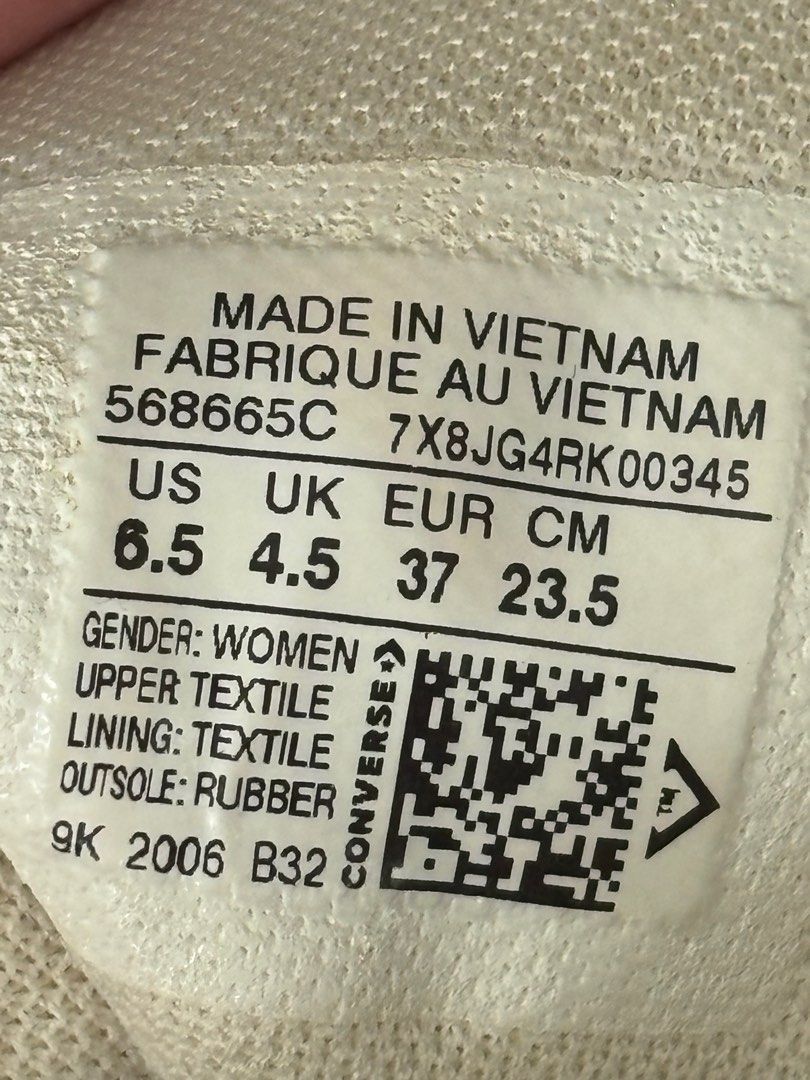 MADE IN VIETNAM
FABRIQUE AU VIETNAM
568665C 7X8JG4RK00345
US UK EUR CM
6.5 4.5 37 23.5
GENDER: WOMEN
UPPER TEXTILE
LINING: TEXTILE
OUTSOLE: RUBBER
9K 2006 B32
CONVERSE